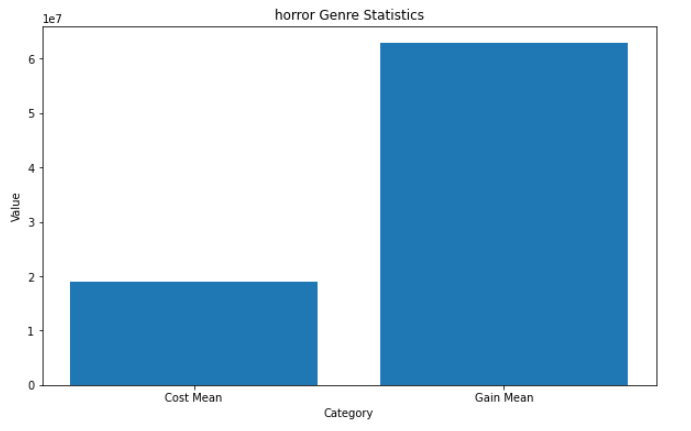 horror Genre Statistics
1e7
6
5
4
3
2
1
0
Value
Cost Mean
Gain Mean
Category